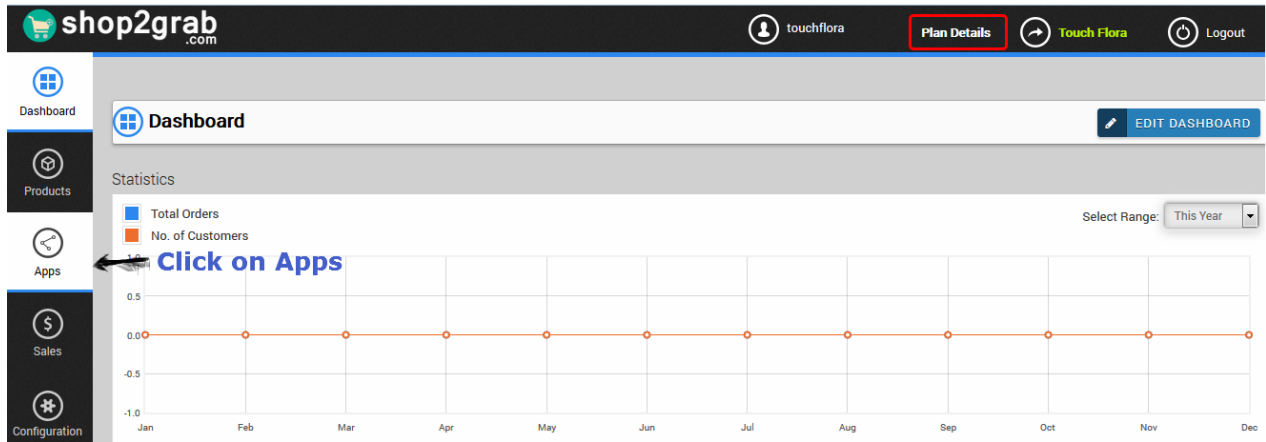 shop2grab
.com
touchflora
Plan Details
Touch Flora
Logout
Dashboard
Products
Apps
Sales
Configuration
Dashboard
EDIT DASHBOARD
Statistics
Total Orders
No. of Customers
Select Range: This Year
Click on Apps
1.0
0.5
0.0
-0.5
-1.0
Jan Feb Mar Apr May Jun Jul Aug Sep Oct Nov Dec